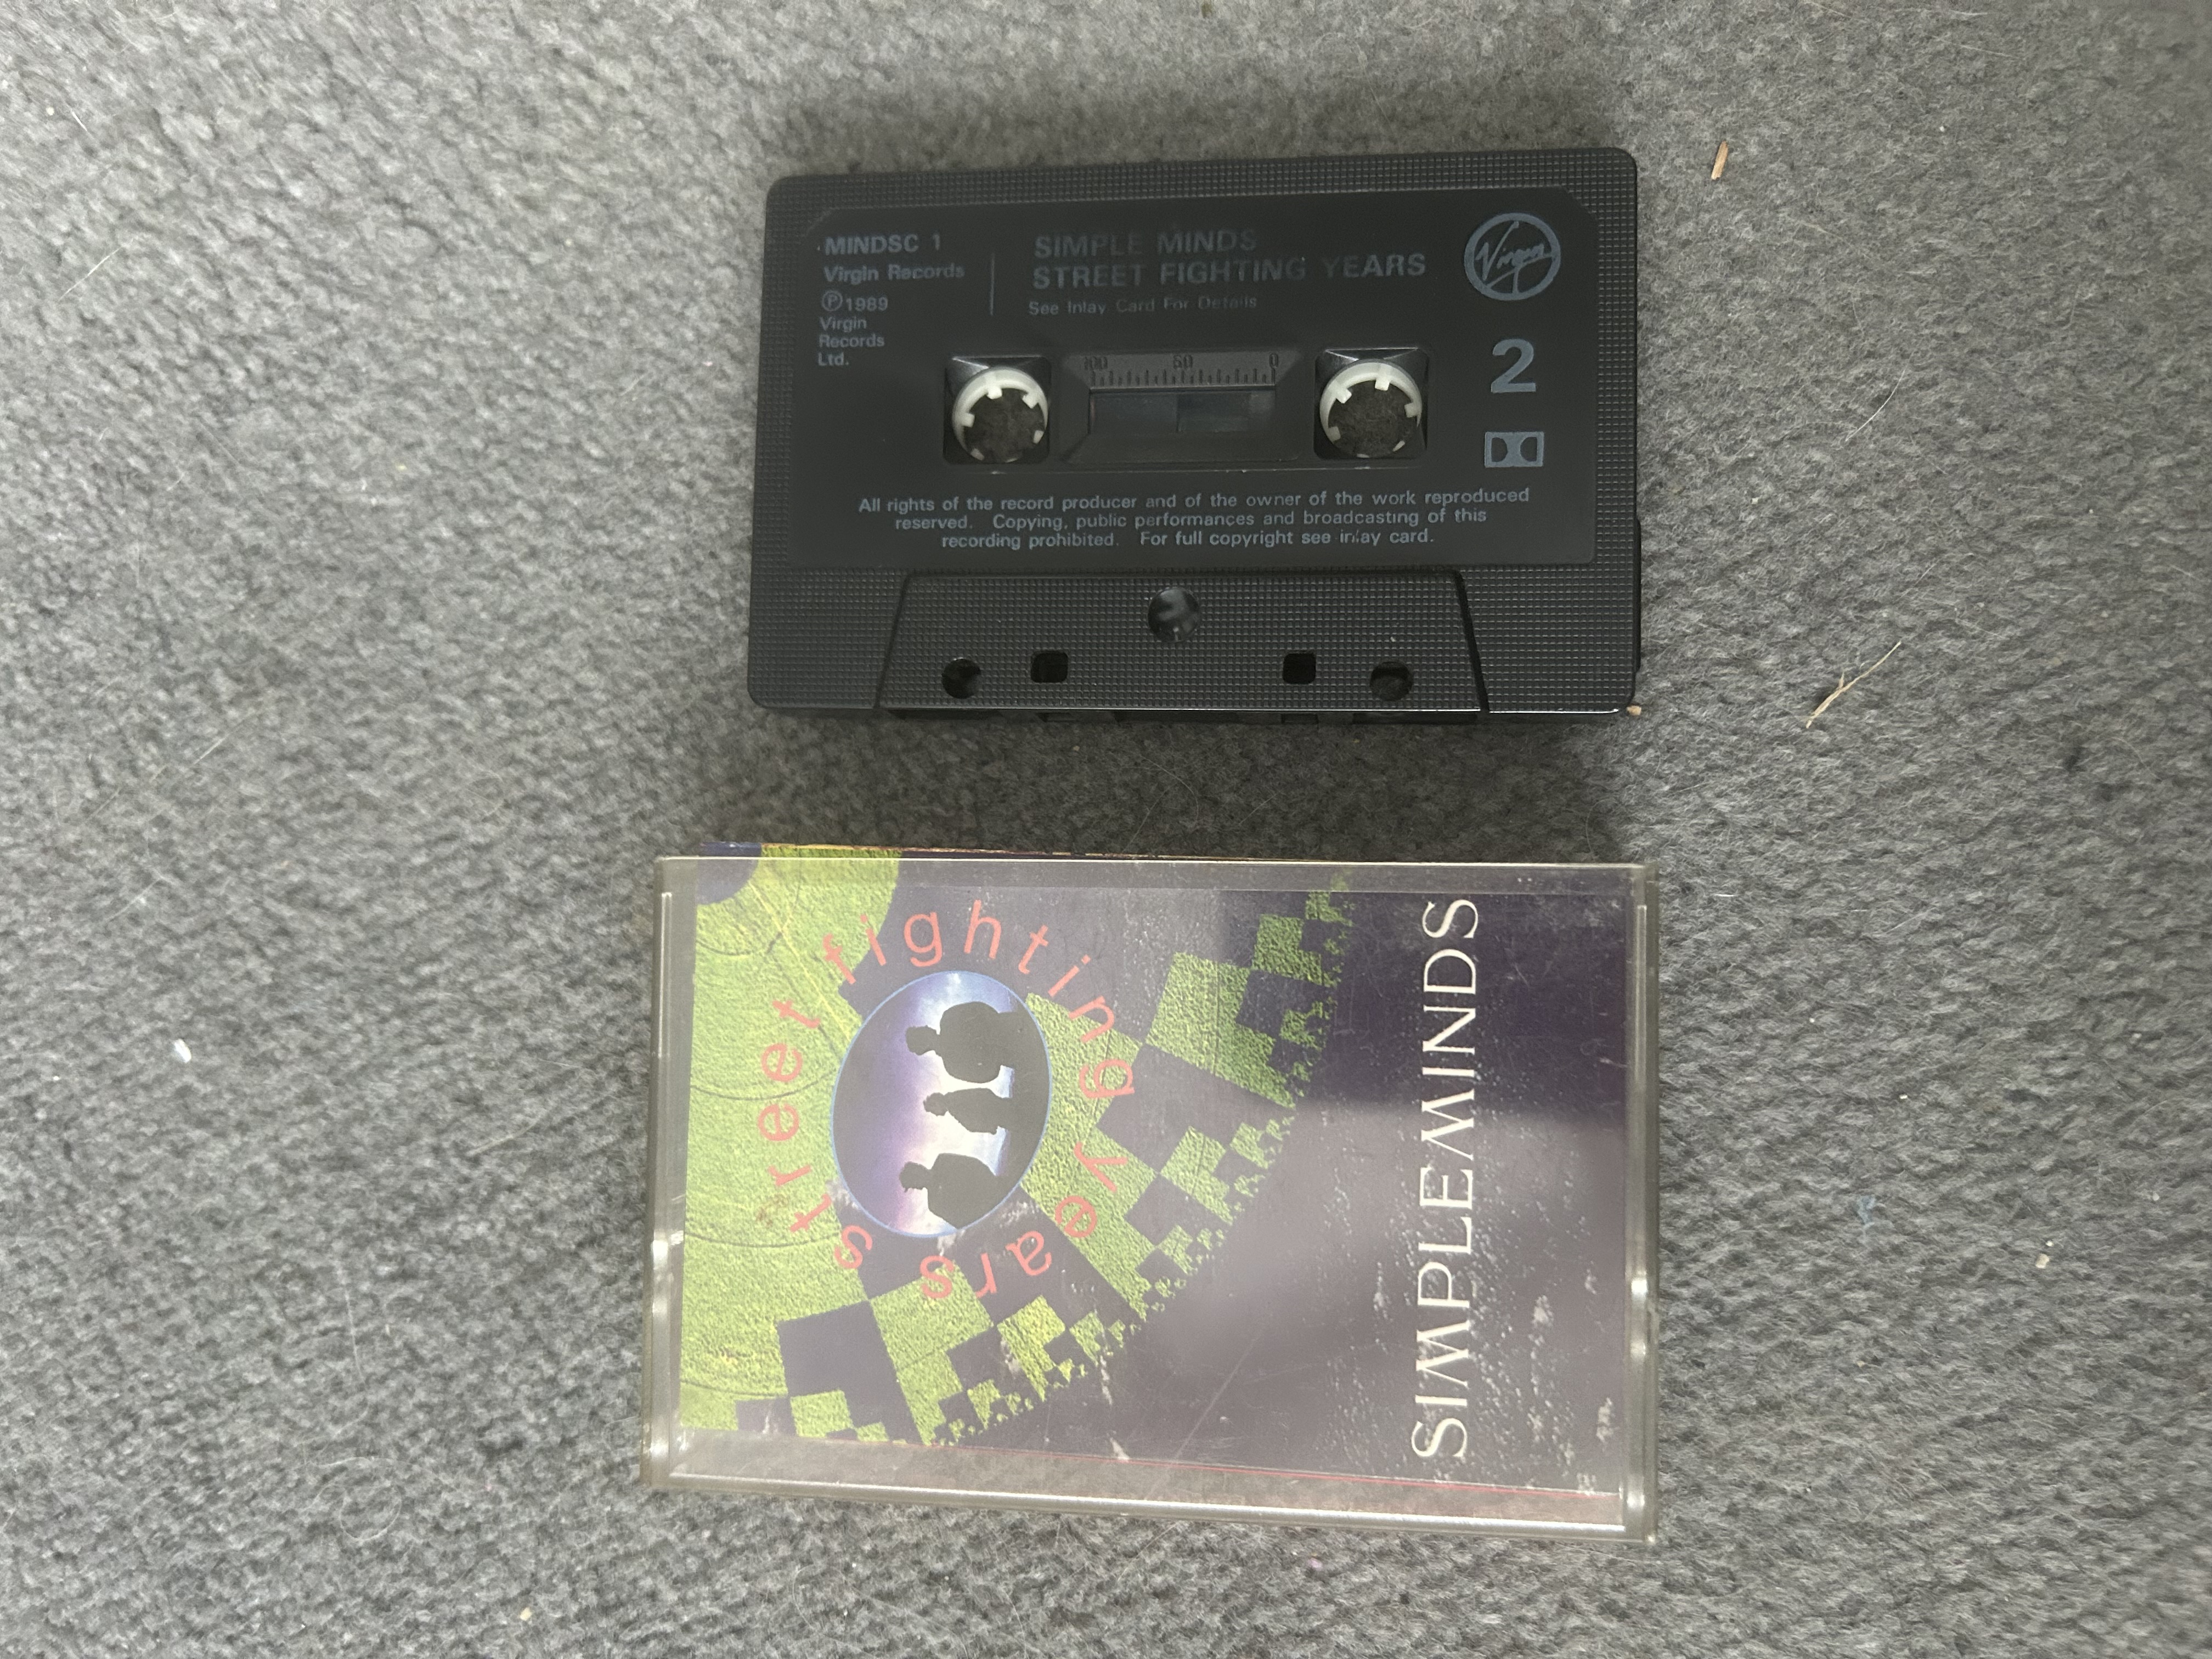 MINDSC 1
Virgin Records
℗1989
Virgin
Records
Ltd.
SIMPLE MINDS
STREET FIGHTING YEARS
See Inlay Card For Details
Virgin
2
100 50 0
All rights of the record producer and of the owner of the work reproduced
reserved. Copying, public performances and broadcasting of this
recording prohibited. For full copyright see inlay card.
street fighting years
SIMPLE MINDS